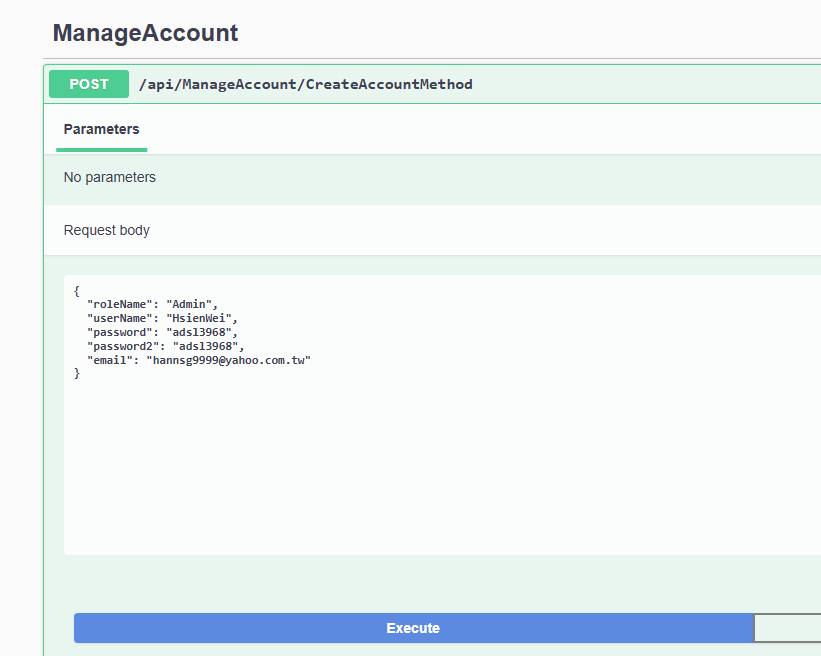 ManageAccount
POST /api/ManageAccount/CreateAccountMethod
Parameters
No parameters
Request body
{
  "roleName": "Admin",
  "userName": "HsienWei",
  "password": "adsl3968",
  "password2": "adsl3968",
  "email": "hannsg9999@yahoo.com.tw"
}
Execute